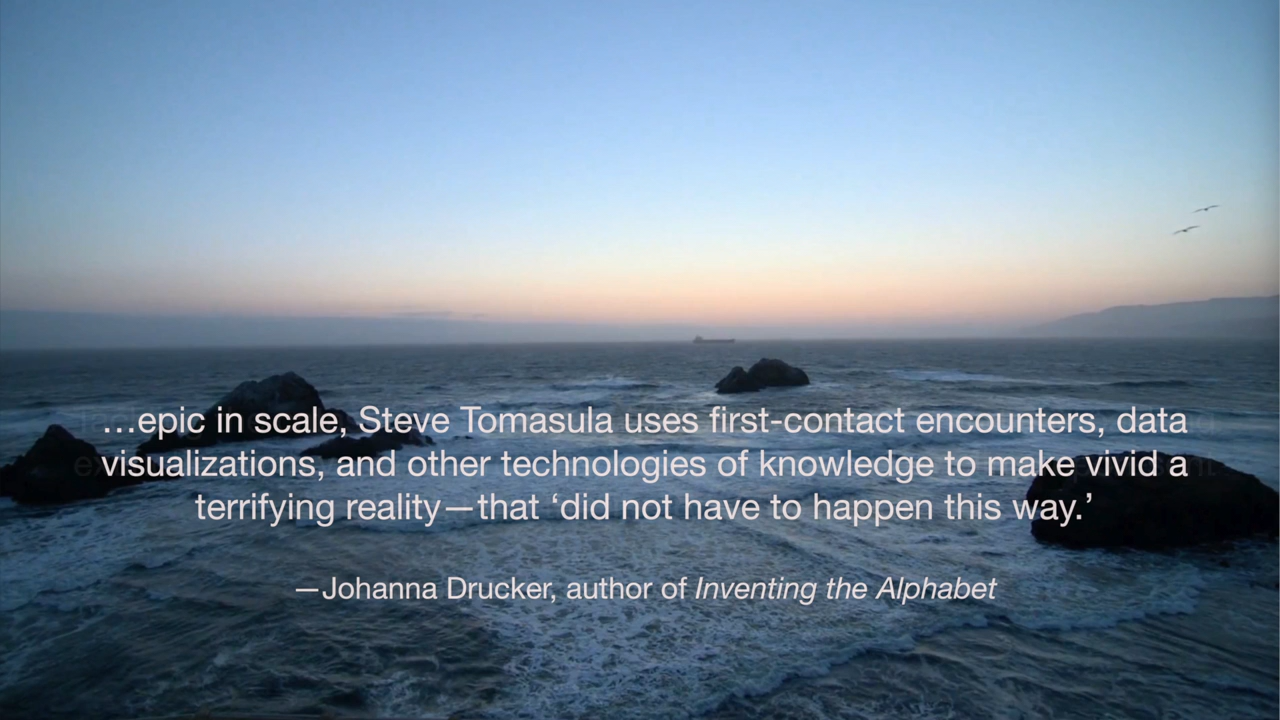 …epic in scale, Steve Tomasula uses first-contact encounters, data
visualizations, and other technologies of knowledge to make vivid a
terrifying reality—that ‘did not have to happen this way.’
—Johanna Drucker, author of Inventing the Alphabet